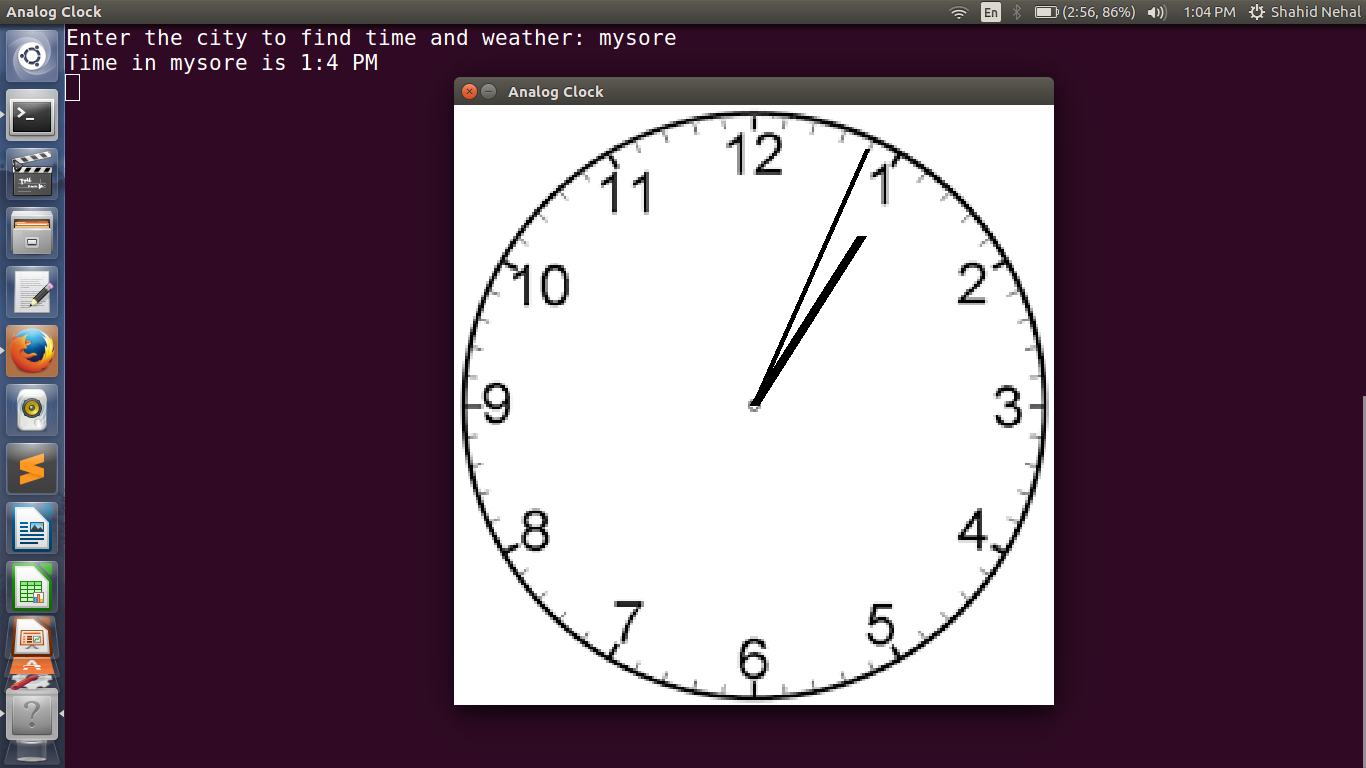 Analog Clock
En
(2:56, 86%)
1:04 PM
Shahid Nehal
Enter the city to find time and weather: mysore
Time in mysore is 1:4 PM
Analog Clock
12
1
2
3
4
5
6
7
8
9
10
11